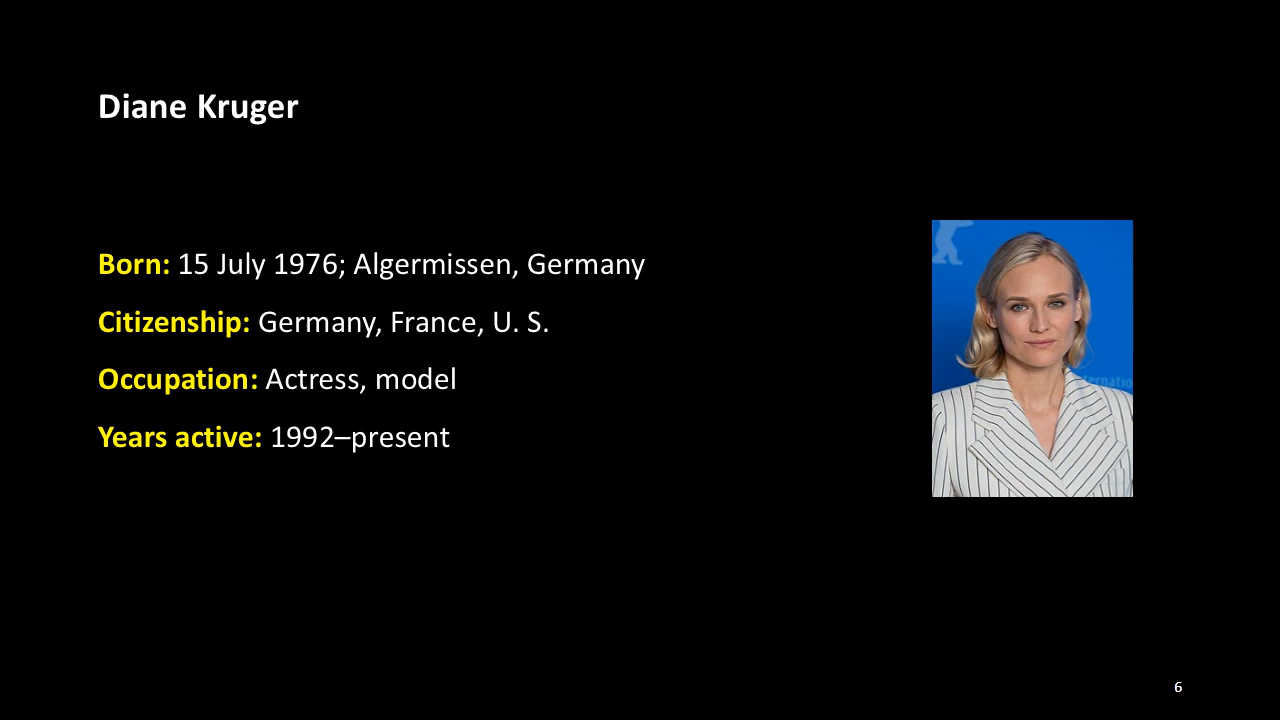 Diane Kruger
Born: 15 July 1976; Algermissen, Germany
Citizenship: Germany, France, U. S.
Occupation: Actress, model
Years active: 1992–present
6